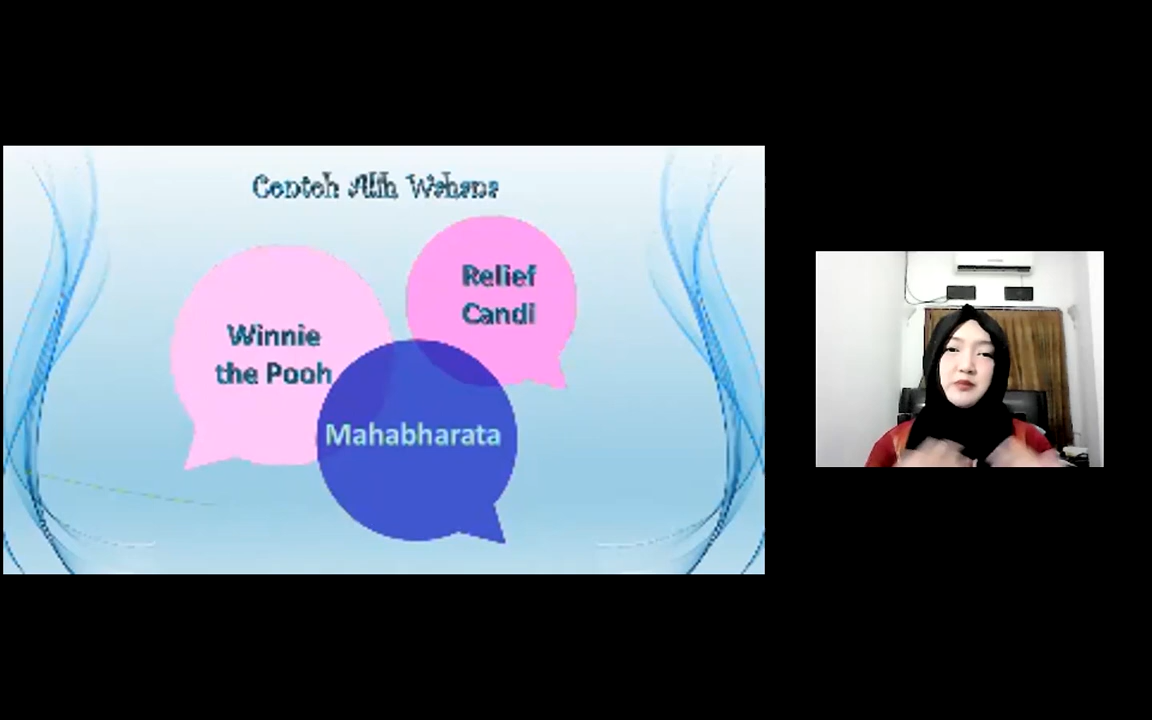 Contoh Alih Wahana
Relief
Candi
Winnie
the Pooh
Mahabharata